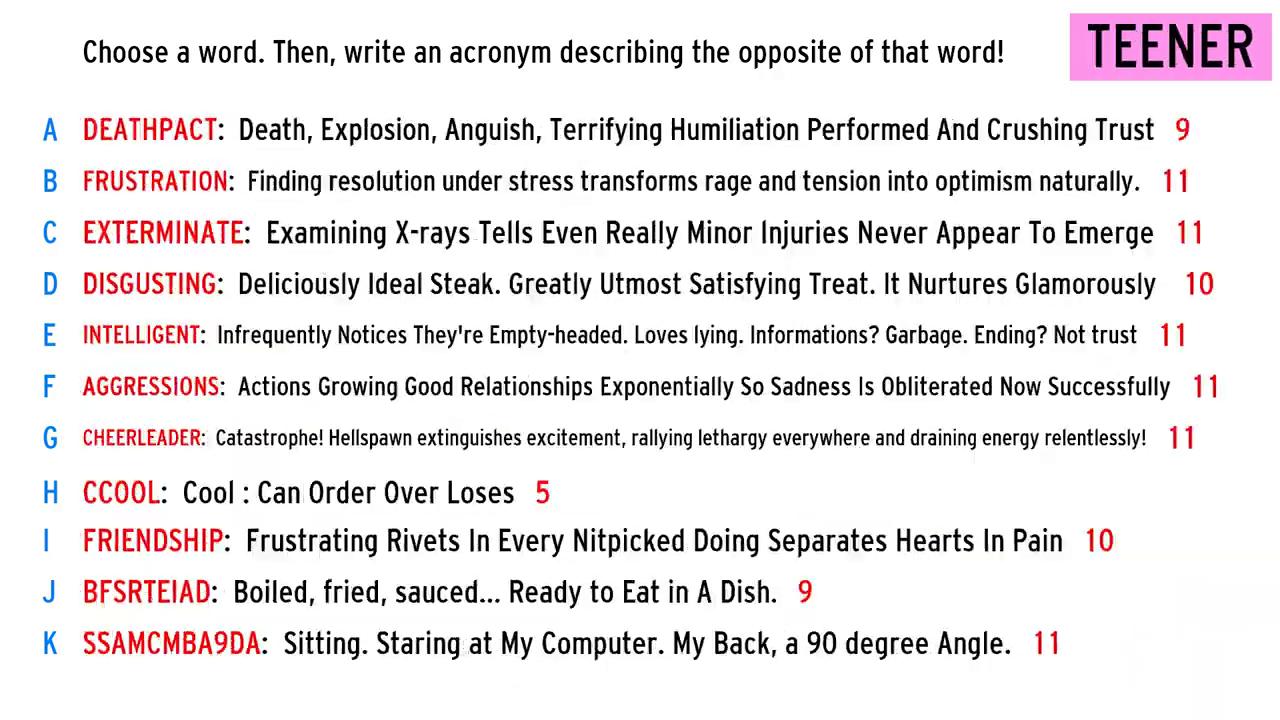 Choose a word. Then, write an acronym describing the opposite of that word!
TEENER
A DEATHPACT: Death, Explosion, Anguish, Terrifying Humiliation Performed And Crushing Trust 9
B FRUSTRATION: Finding resolution under stress transforms rage and tension into optimism naturally. 11
C EXTERMINATE: Examining X-rays Tells Even Really Minor Injuries Never Appear To Emerge 11
D DISGUSTING: Deliciously Ideal Steak. Greatly Utmost Satisfying Treat. It Nurtures Glamorously 10
E INTELLIGENT: Infrequently Notices They're Empty-headed. Loves lying. Informations? Garbage. Ending? Not trust 11
F AGGRESSIONS: Actions Growing Good Relationships Exponentially So Sadness Is Obliterated Now Successfully 11
G CHEERLEADER: Catastrophe! Hellspawn extinguishes excitement, rallying lethargy everywhere and draining energy relentlessly! 11
H CCOOL: Cool : Can Order Over Loses 5
I FRIENDSHIP: Frustrating Rivets In Every Nitpicked Doing Separates Hearts In Pain 10
J BFSRTEIAD: Boiled, fried, sauced... Ready to Eat in A Dish. 9
K SSAMCMBA9DA: Sitting. Staring at My Computer. My Back, a 90 degree Angle. 11